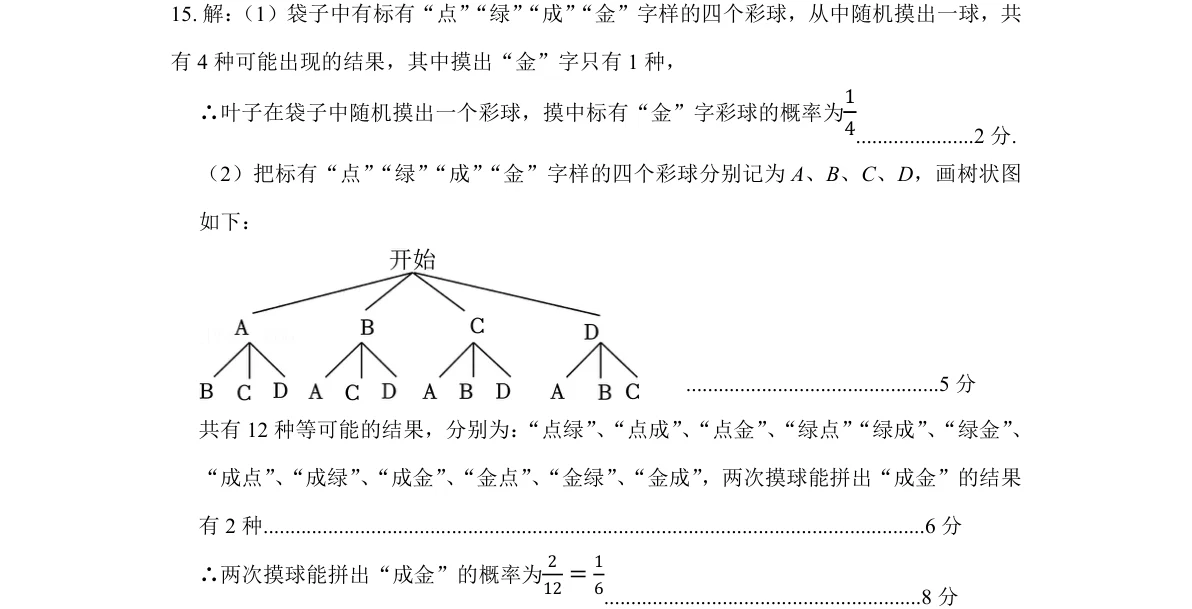 15. 解：（1）袋子中有标有“点”“绿”“成”“金”字样的四个彩球，从中随机摸出一球，共
有 4 种可能出现的结果，其中摸出“金”字只有 1 种，
∴叶子在袋子中随机摸出一个彩球，摸中标有“金”字彩球的概率为1/4......................2 分.
（2）把标有“点”“绿”“成”“金”字样的四个彩球分别记为 A、B、C、D，画树状图
如下：
开始
A B C D
B C D A C D A B D A B C ...............................................5 分
共有 12 种等可能的结果，分别为：“点绿”、“点成”、“点金”、“绿点”“绿成”、“绿金”、
“成点”、“成绿”、“成金”、“金点”、“金绿”、“金成”，两次摸球能拼出“成金”的结果
有 2 种...........................................................................................................................6 分
∴两次摸球能拼出“成金”的概率为2/12=1/6...........................................................8 分